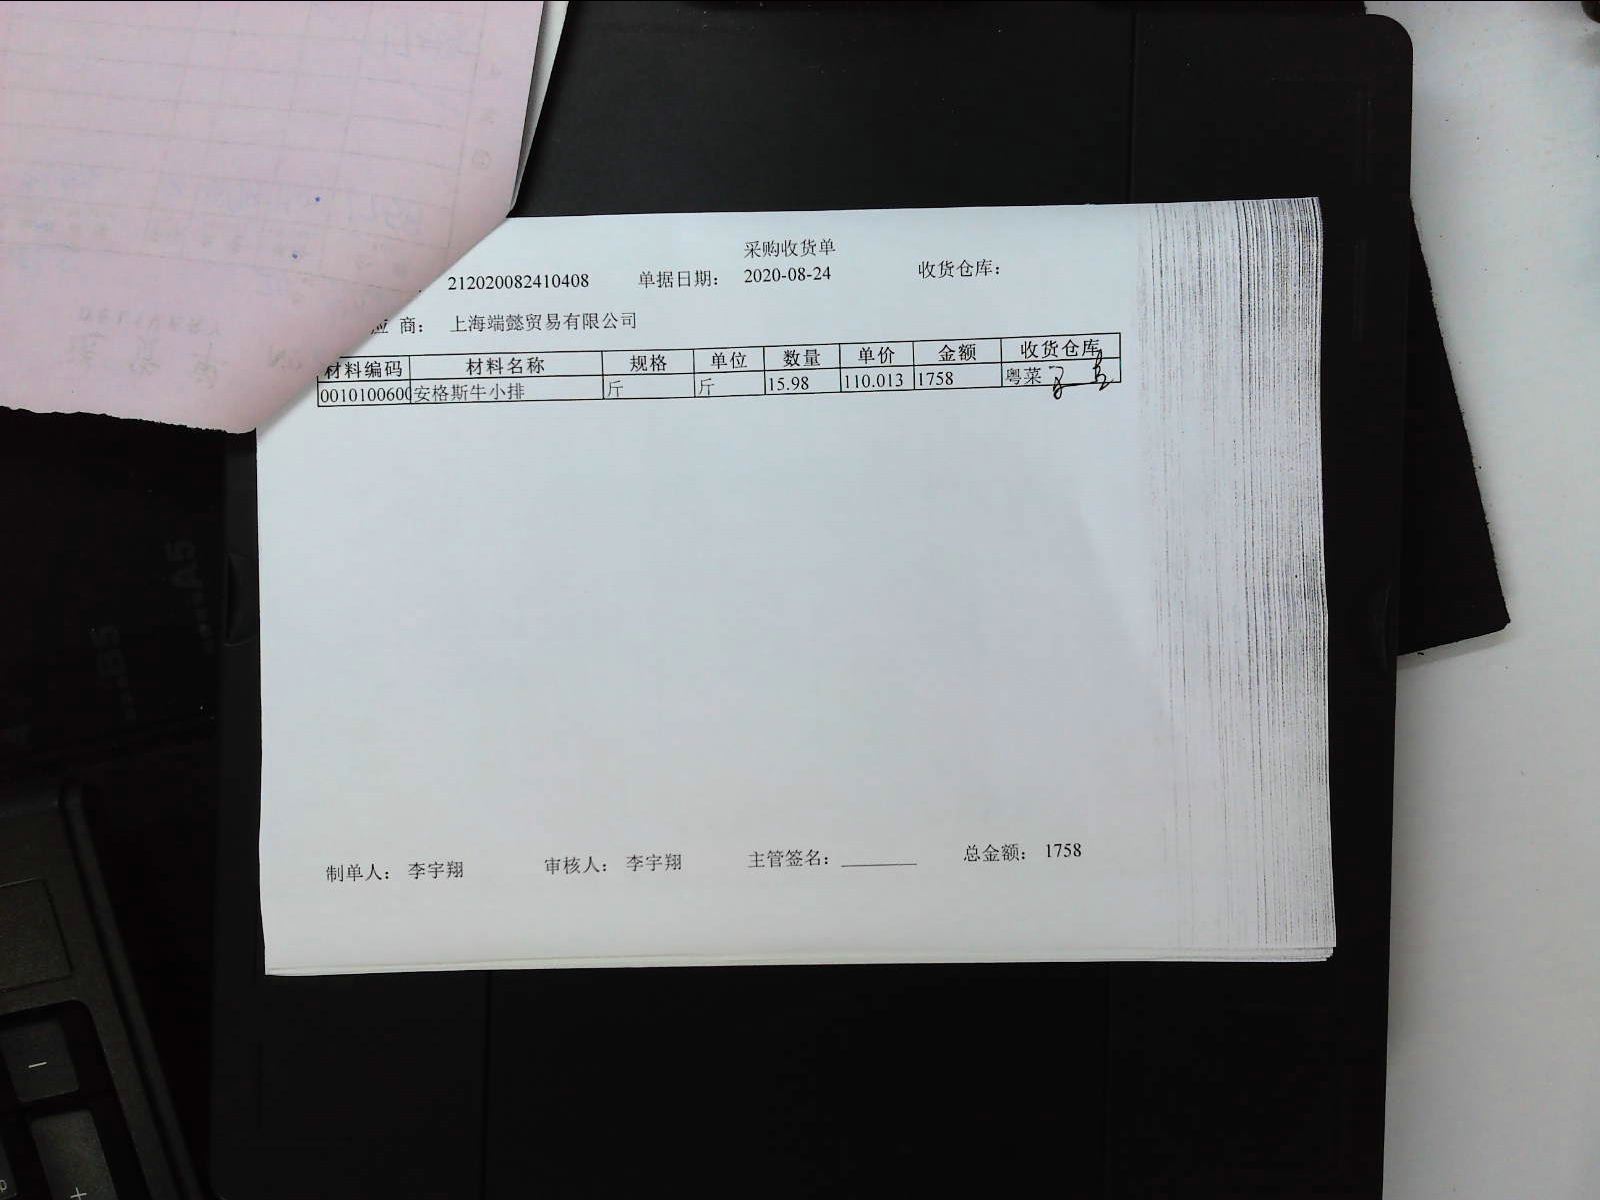 采购收货单
212020082410408 单据日期： 2020-08-24 收货仓库：
应 商： 上海端懿贸易有限公司
材料编码 材料名称 规格 单位 数量 单价 金额 收货仓库
0010100600 安格斯牛小排 斤 斤 15.98 110.013 1758 粤菜
制单人： 李宇翔 审核人： 李宇翔 主管签名： 总金额： 1758